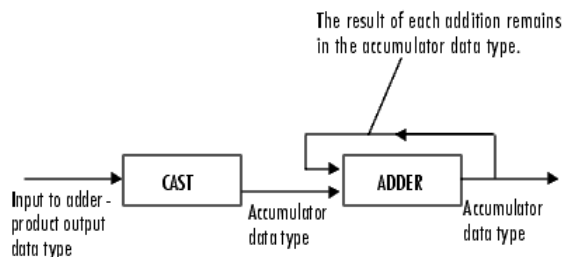 The result of each addition remains
in the accumulator data type.
CAST
ADDER
Input to adder -
product output
data type
Accumulator
data type
Accumulator
data type